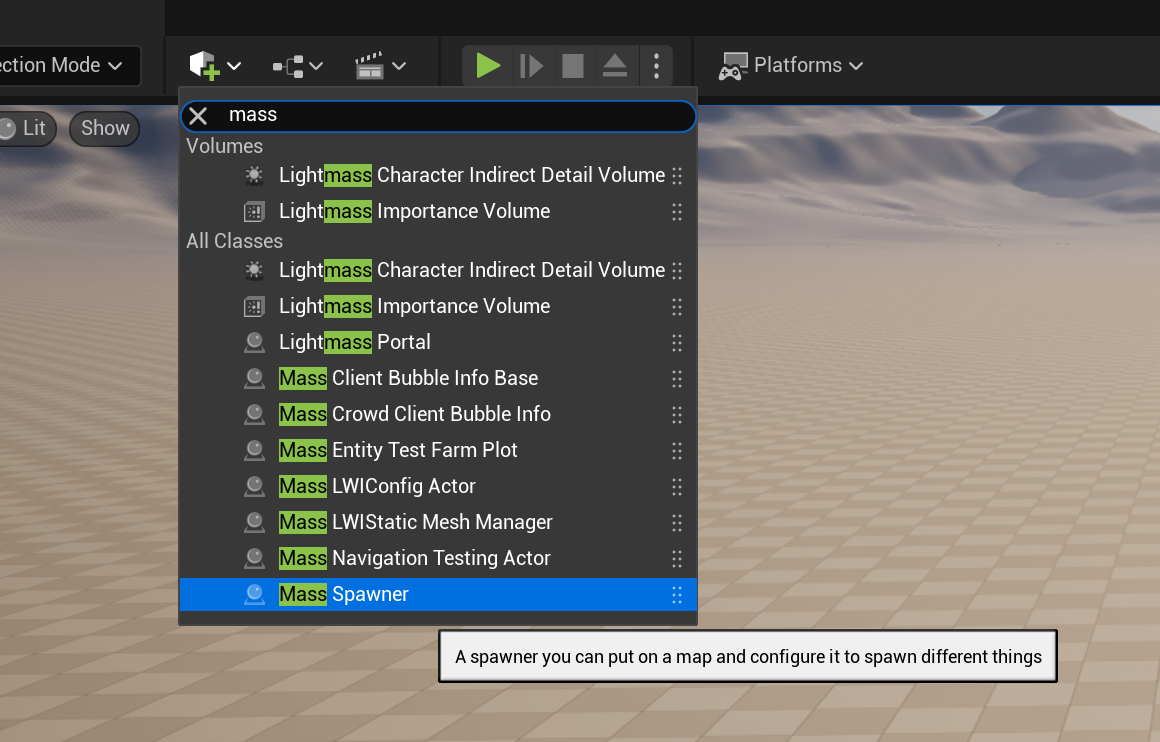 ection Mode
Platforms
Lit
Show
mass
Volumes
Lightmass Character Indirect Detail Volume
Lightmass Importance Volume
All Classes
Lightmass Character Indirect Detail Volume
Lightmass Importance Volume
Lightmass Portal
Mass Client Bubble Info Base
Mass Crowd Client Bubble Info
Mass Entity Test Farm Plot
Mass LWIConfig Actor
Mass LWIStatic Mesh Manager
Mass Navigation Testing Actor
Mass Spawner
A spawner you can put on a map and configure it to spawn different things